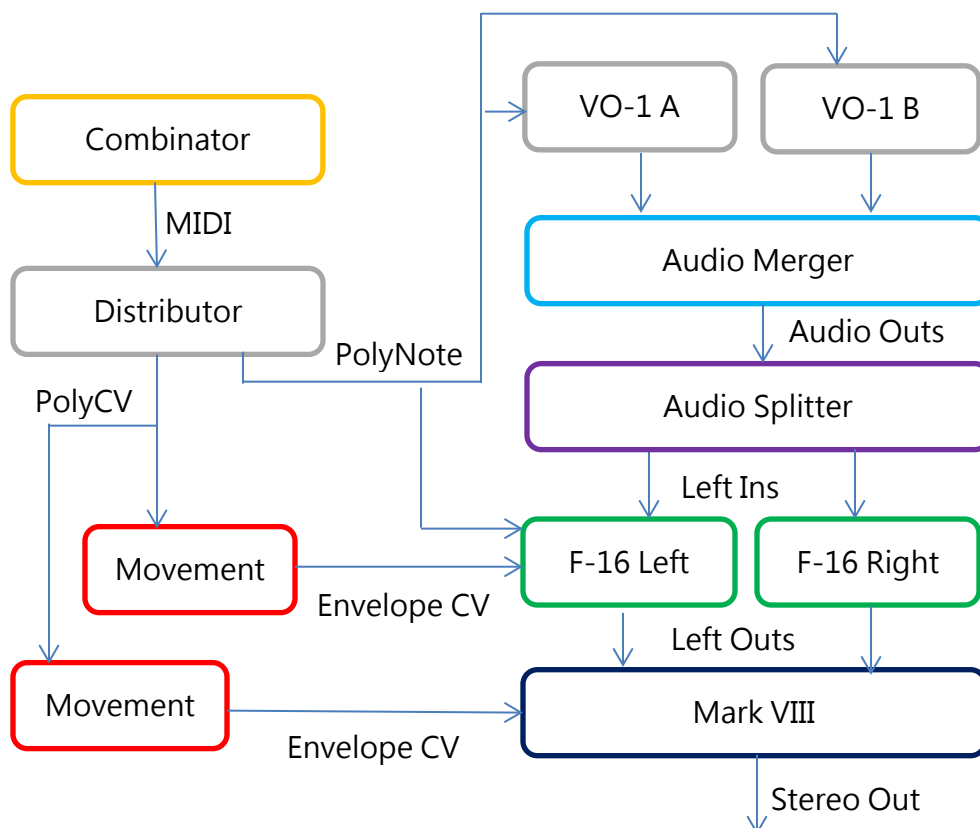 VO-1 A
VO-1 B
Combinator
MIDI
Audio Merger
Distributor
Audio Outs
PolyNote
PolyCV
Audio Splitter
Left Ins
Movement
F-16 Left
F-16 Right
Envelope CV
Left Outs
Movement
Mark VIII
Envelope CV
Stereo Out